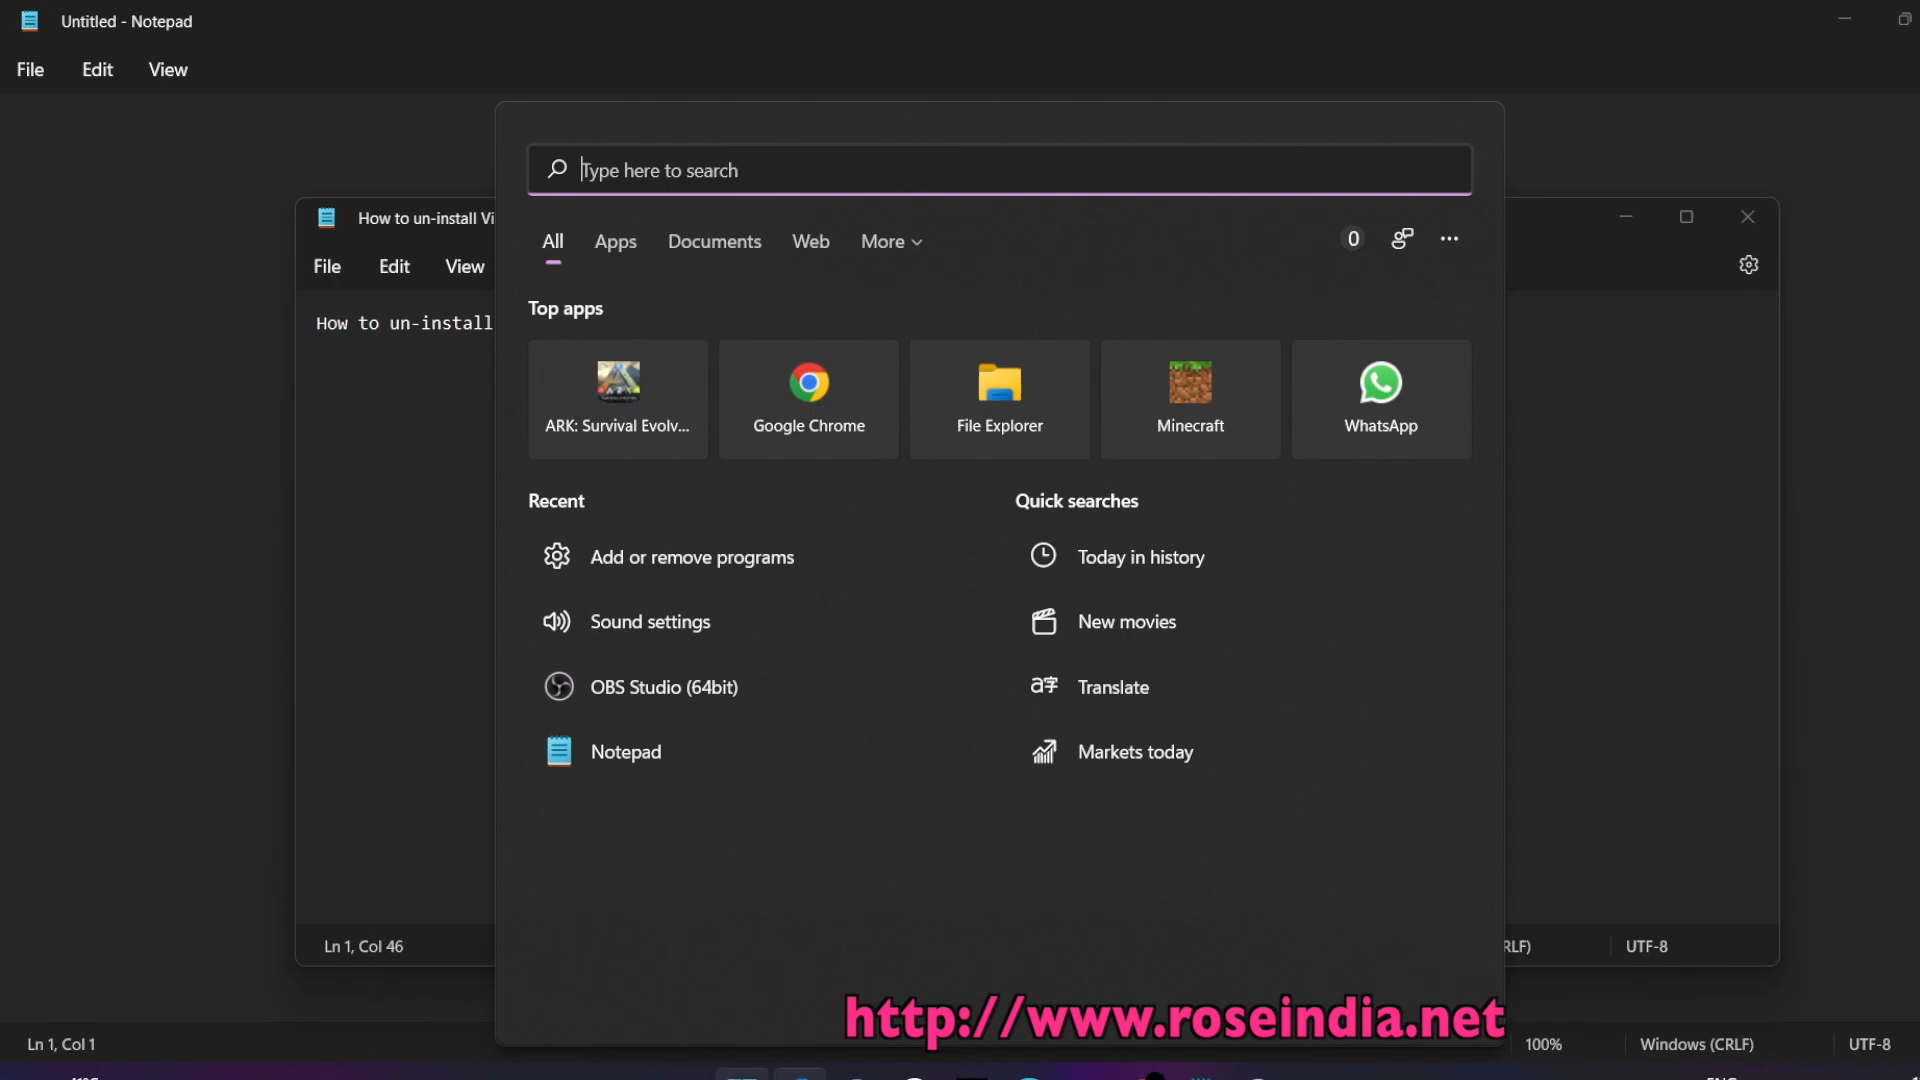 Untitled - Notepad
File Edit View
Type here to search
How to un-install Vi
All Apps Documents Web More 0
File Edit View
Top apps
How to un-install
ARK: Survival Evolv... Google Chrome File Explorer Minecraft WhatsApp
Recent Quick searches
Add or remove programs Today in history
Sound settings New movies
OBS Studio (64bit) Translate
Notepad Markets today
Ln 1, Col 46 RLF) UTF-8
http://www.roseindia.net
Ln 1, Col 1 100% Windows (CRLF) UTF-8